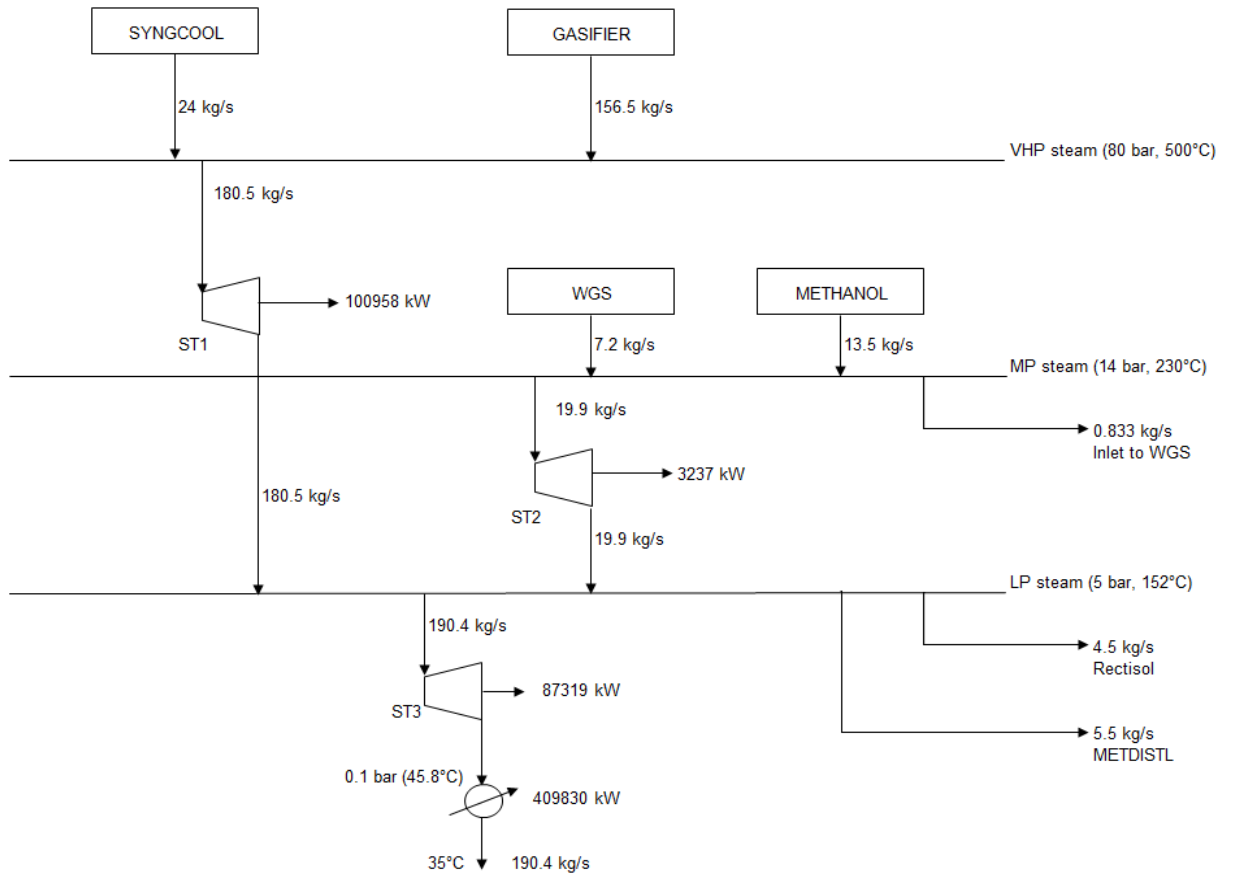 SYNGCOOL
GASIFIER
24 kg/s
156.5 kg/s
VHP steam (80 bar, 500°C)
180.5 kg/s
WGS
METHANOL
100958 kW
ST1
7.2 kg/s
13.5 kg/s
MP steam (14 bar, 230°C)
19.9 kg/s
0.833 kg/s
Inlet to WGS
3237 kW
180.5 kg/s
ST2
19.9 kg/s
LP steam (5 bar, 152°C)
190.4 kg/s
4.5 kg/s
Rectisol
87319 kW
ST3
5.5 kg/s
METDISTL
0.1 bar (45.8°C)
409830 kW
35°C
190.4 kg/s